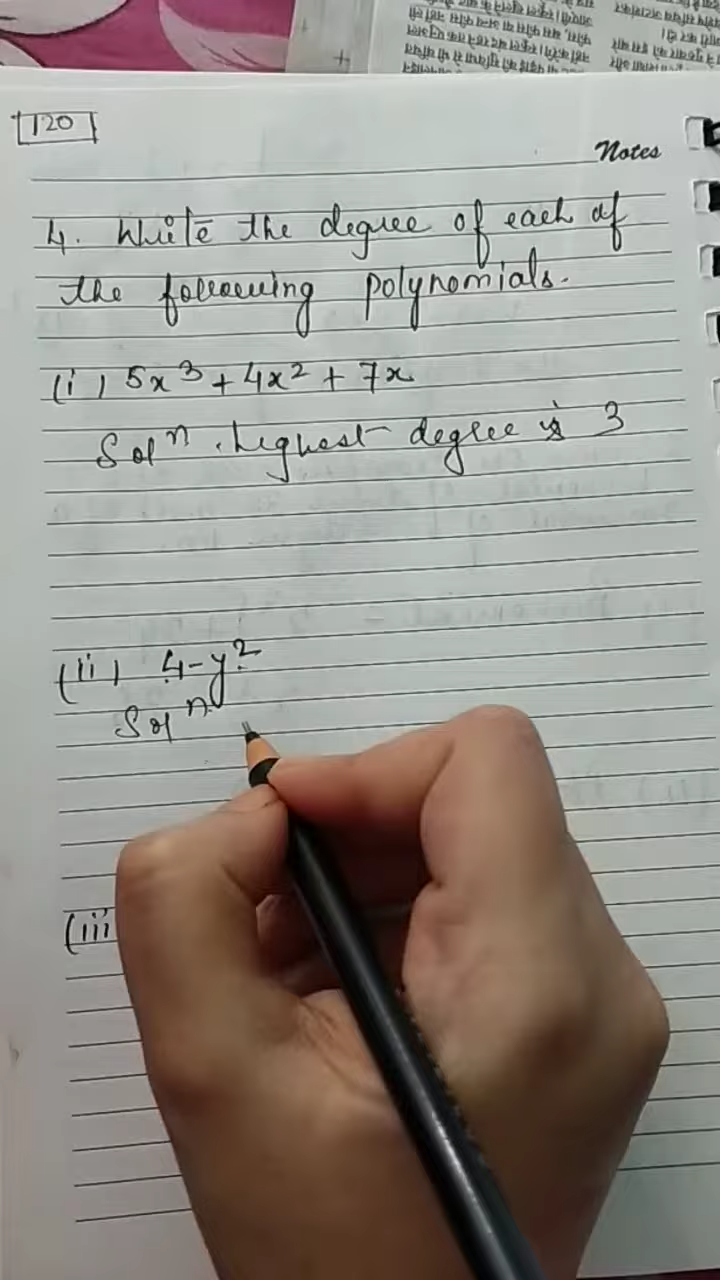 120
Notes
4. Write the degree of each of
the following polynomials.
(i) 5x³ + 4x² + 7x
Solⁿ. highest degree is 3
(ii) 4-y²
Solⁿ
(iii